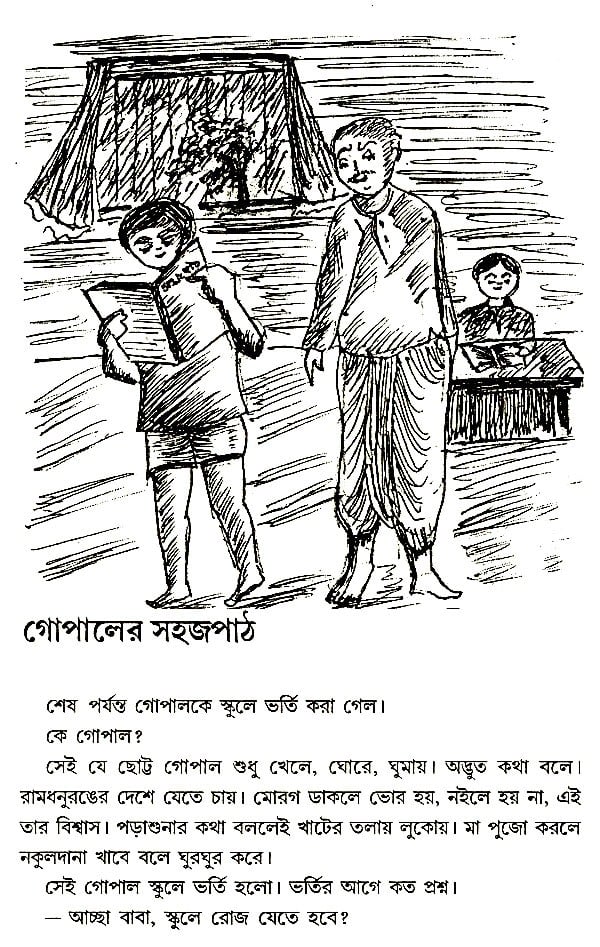 গোপালের সহজপাঠ
শেষ পর্যন্ত গোপালকে স্কুলে ভর্তি করা গেল।
কে গোপাল?
সেই যে ছোট্ট গোপাল শুধু খেলে, ঘোরে, ঘুমায়। অদ্ভুত কথা বলে।
রামধনুরঙের দেশে যেতে চায়। মোরগ ডাকলে ভোর হয়, নইলে হয় না, এই
তার বিশ্বাস। পড়াশুনার কথা বললেই খাটের তলায় লুকোয়। মা পুজো করলে
নকুলদানা খাবে বলে ঘুরঘুর করে।
সেই গোপাল স্কুলে ভর্তি হলো। ভর্তির আগে কত প্রশ্ন।
– আচ্ছা বাবা, স্কুলে রোজ যেতে হবে?